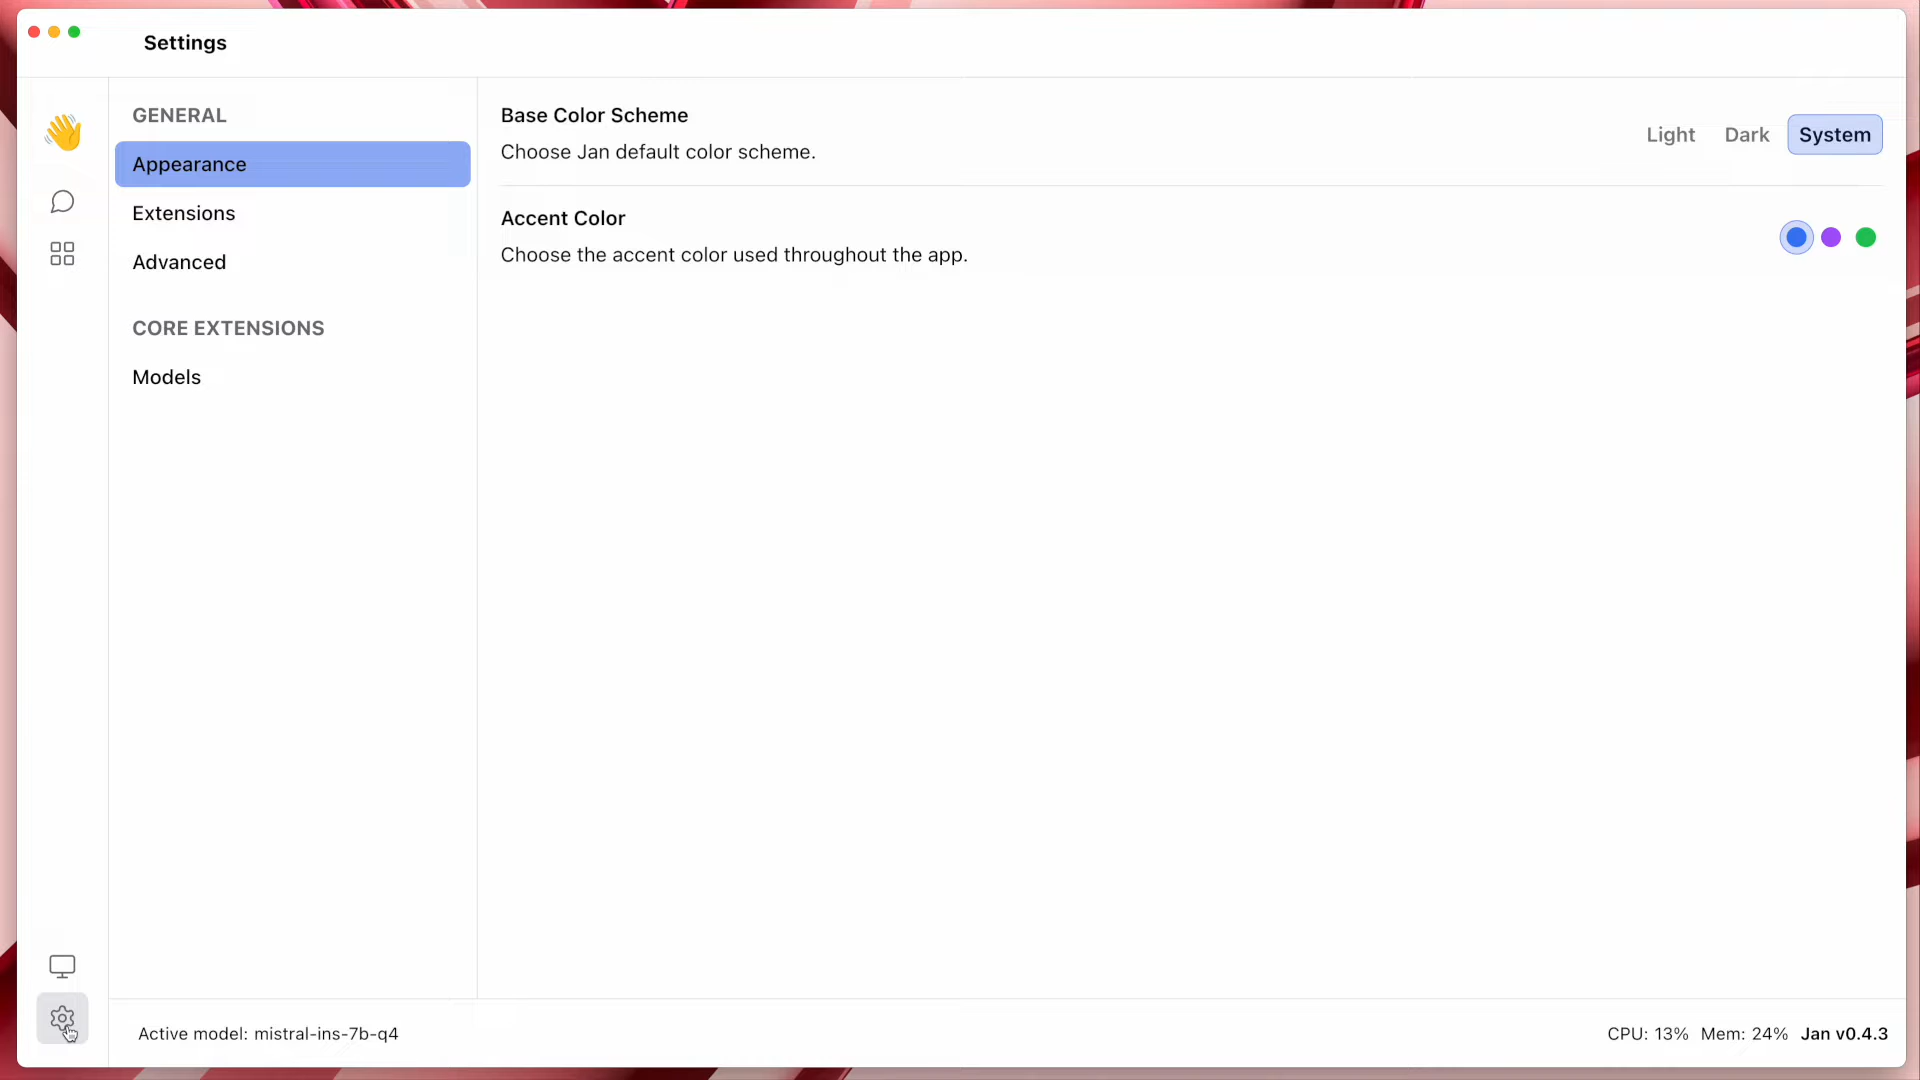 Settings
GENERAL
Appearance
Extensions
Advanced
CORE EXTENSIONS
Models
Base Color Scheme
Choose Jan default color scheme.
Light Dark System
Accent Color
Choose the accent color used throughout the app.
Active model: mistral-ins-7b-q4
CPU: 13% Mem: 24% Jan v0.4.3